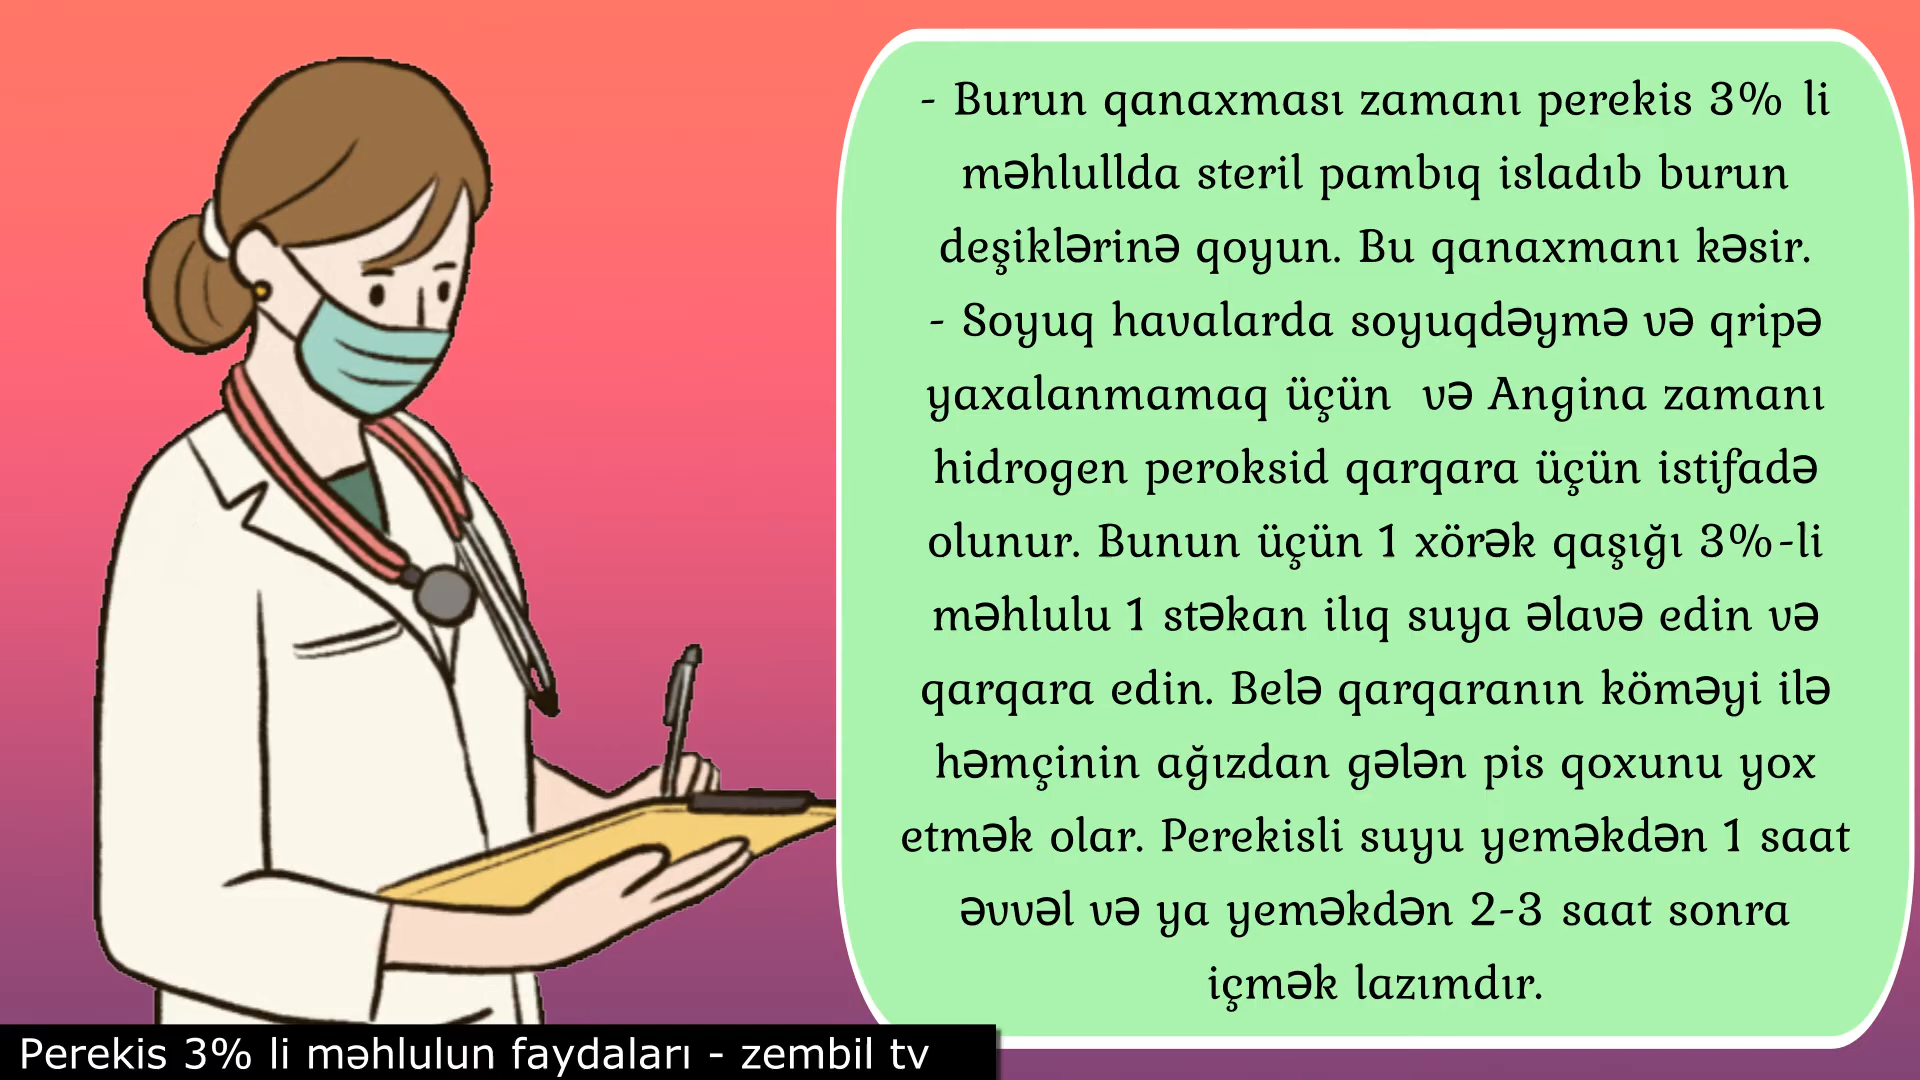 - Burun qanaxması zamanı perekis 3% li
məhlullda steril pambıq isladıb burun
deşiklərinə qoyun. Bu qanaxmanı kəsir.
- Soyuq havalarda soyuqdəymə və qripə
yaxalanmamaq üçün və Angina zamanı
hidrogen peroksid qarqara üçün istifadə
olunur. Bunun üçün 1 xörək qaşığı 3%-li
məhlulu 1 stəkan ilıq suya əlavə edin və
qarqara edin. Belə qarqaranın köməyi ilə
həmçinin ağızdan gələn pis qoxunu yox
etmək olar. Perekisli suyu yeməkdən 1 saat
əvvəl və ya yeməkdən 2-3 saat sonra
içmək lazımdır.
Perekis 3% li məhlulun faydaları - zembil tv